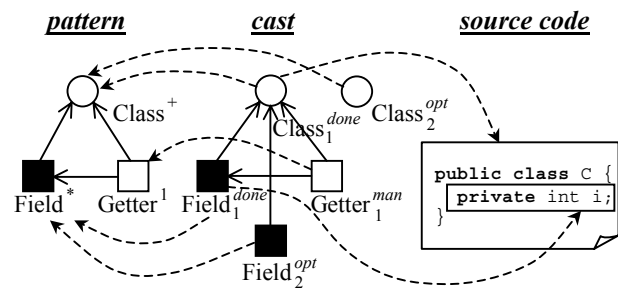 pattern cast source code
Class⁺ Class₁ᵈᵒⁿᵉ Class₂ᵒᵖᵗ
public class C {
private int i;
}
Field* Getter¹ Field₁ᵈᵒⁿᵉ Getter₁ᵐᵃⁿ
Field₂ᵒᵖᵗ